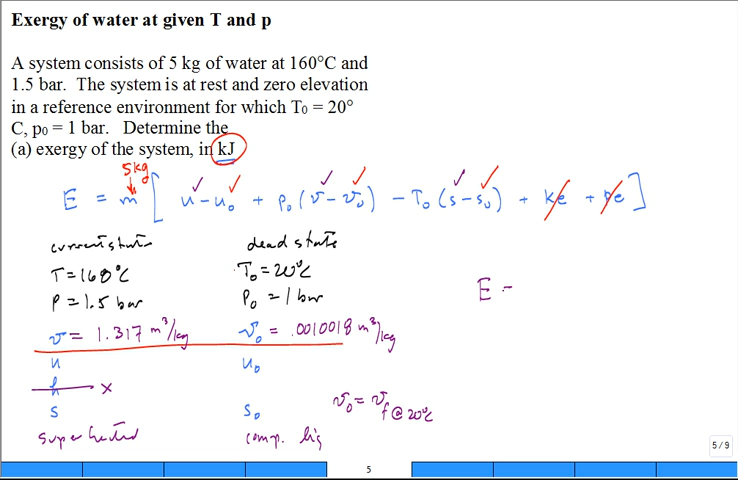 Exergy of water at given T and p
A system consists of 5 kg of water at 160°C and
1.5 bar. The system is at rest and zero elevation
in a reference environment for which T₀ = 20°
C, p₀ = 1 bar. Determine the
(a) exergy of the system, in kJ
5 kg
E = m [ u - u₀ + p₀ (v - v₀) - T₀ (s - s₀) + ke + pe ]
current state dead state
T = 160°C T₀ = 20°C
P = 1.5 bar P₀ = 1 bar
E =
v = 1.317 m³/kg v₀ = .0010018 m³/kg
u u₀
h x
s s₀ v₀ = v f @ 20°C
superheated comp. liq
5/9
5